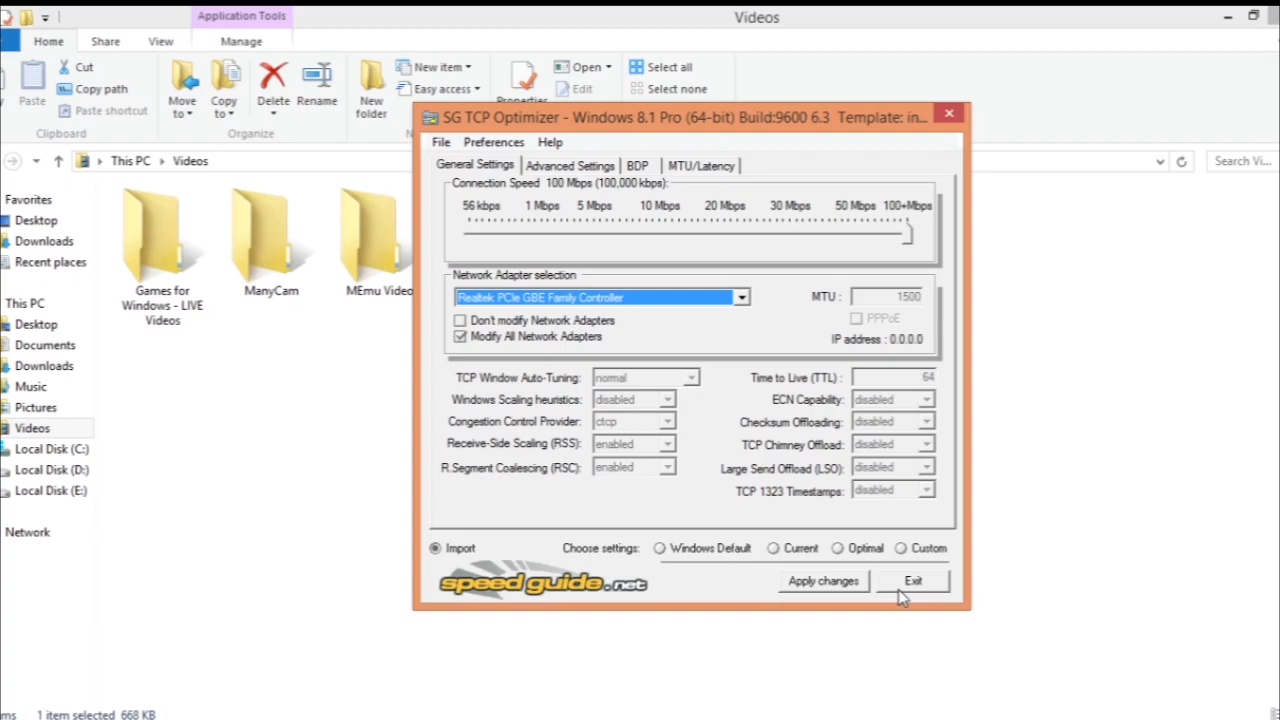 Application Tools
Videos
Home
Share
View
Manage
Paste
Cut
Copy path
Paste shortcut
Clipboard
Move to
Copy to
Delete
Rename
Organize
New folder
New item
Easy access
Properties
Open
Edit
Select all
Select none
This PC
Videos
Search Vi...
Favorites
Desktop
Downloads
Recent places
This PC
Desktop
Documents
Downloads
Music
Pictures
Videos
Local Disk (C:)
Local Disk (D:)
Local Disk (E:)
Network
Games for
Windows - LIVE
Videos
ManyCam
MEmu Video
SG TCP Optimizer - Windows 8.1 Pro (64-bit) Build:9600 6.3 Template: in...
File Preferences Help
General Settings Advanced Settings BDP MTU/Latency
Connection Speed 100 Mbps (100,000 kbps):
56 kbps 1 Mbps 5 Mbps 10 Mbps 20 Mbps 30 Mbps 50 Mbps 100+Mbps
Network Adapter selection
Realtek PCIe GBE Family Controller
MTU : 1500
Don't modify Network Adapters
PPPoE
Modify All Network Adapters
IP address : 0.0.0.0
TCP Window Auto-Tuning: normal
Time to Live (TTL) : 64
Windows Scaling heuristics: disabled
ECN Capability: disabled
Congestion Control Provider: ctcp
Checksum Offloading: disabled
Receive-Side Scaling (RSS): enabled
TCP Chimney Offload: disabled
R.Segment Coalescing (RSC): enabled
Large Send Offload (LSO): disabled
TCP 1323 Timestamps: disabled
Import Choose settings: Windows Default Current Optimal Custom
speed guide.net
Apply changes Exit
1 item selected 668 KB